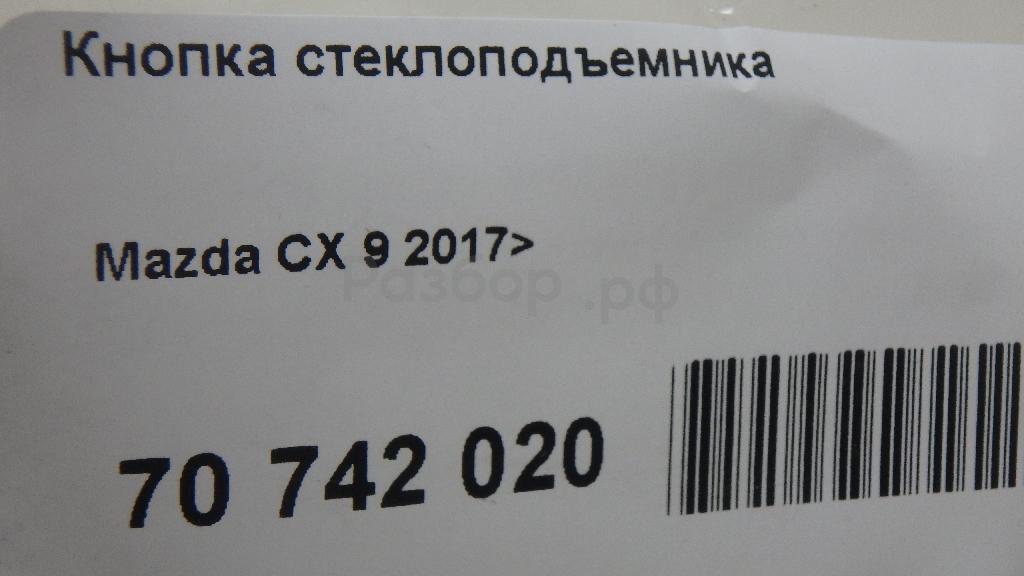 Кнопка стеклоподъемника
Mazda CX 9 2017>
Разбор.рф
70 742 020